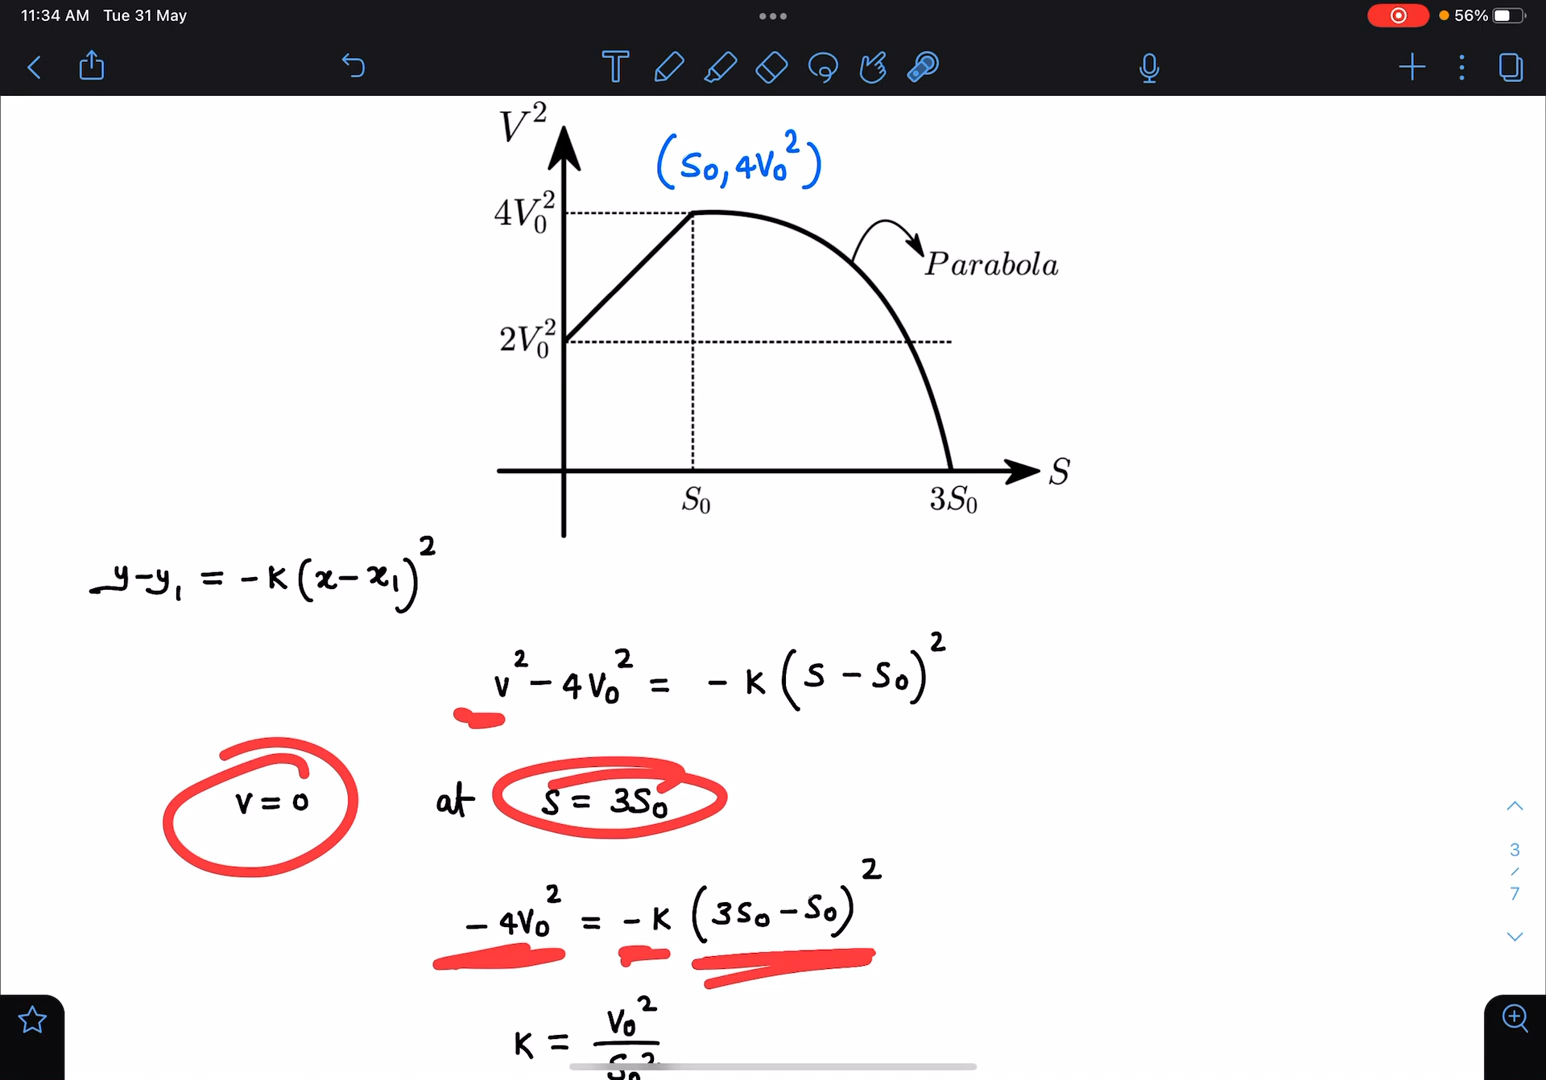 11:34 AM Tue 31 May
56%
V²
(S₀, 4V₀²)
4V₀²
Parabola
2V₀²
S
S₀
3S₀
y-y₁ = -K(x-x₁)²
v² - 4V₀² = -K(S - S₀)²
v = 0 at S = 3S₀
-4V₀² = -K(3S₀ - S₀)²
K = V₀²/S₀²
3
/
7